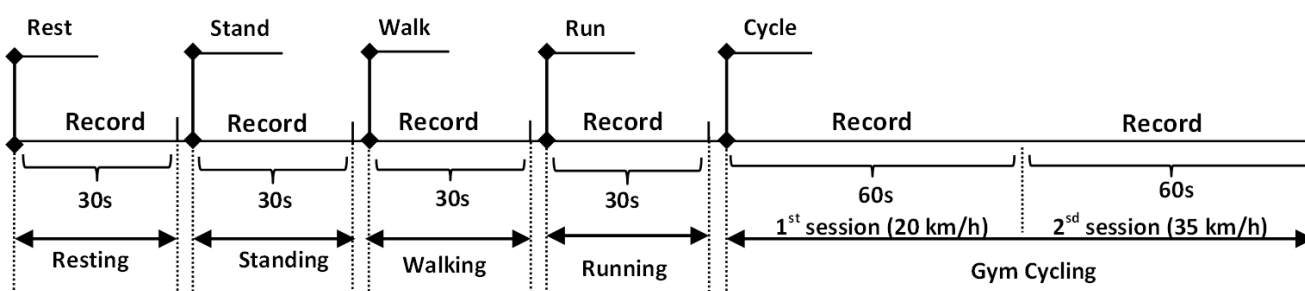 Rest Stand Walk Run Cycle
Record Record Record Record Record Record
30s 30s 30s 30s 60s 60s
1st session (20 km/h) 2sd session (35 km/h)
Resting Standing Walking Running Gym Cycling